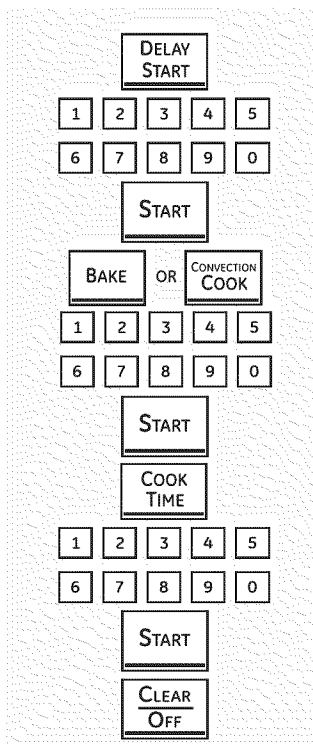 DELAY
START
1 2 3 4 5
6 7 8 9 0
START
BAKE OR CONVECTION COOK
1 2 3 4 5
6 7 8 9 0
START
COOK
TIME
1 2 3 4 5
6 7 8 9 0
START
CLEAR
OFF